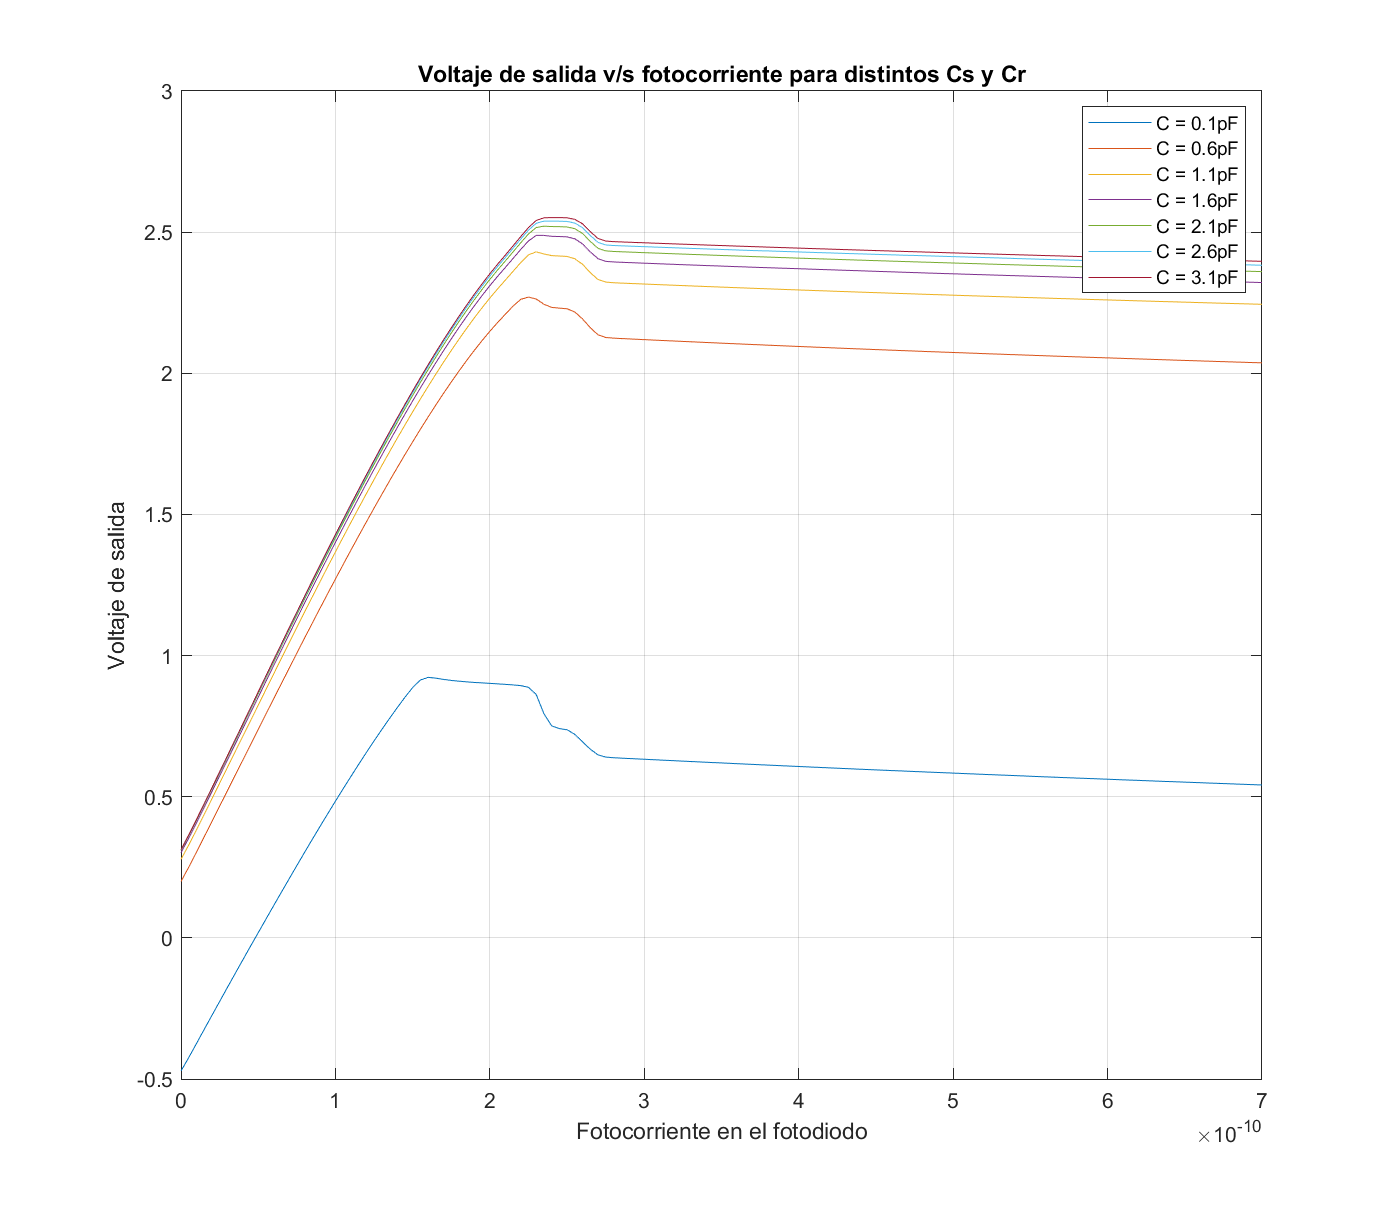 Voltaje de salida v/s fotocorriente para distintos Cs y Cr
3
2.5
2
1.5
1
0.5
0
-0.5
Voltaje de salida
C = 0.1pF
C = 0.6pF
C = 1.1pF
C = 1.6pF
C = 2.1pF
C = 2.6pF
C = 3.1pF
0 1 2 3 4 5 6 7
Fotocorriente en el fotodiodo
×10^-10